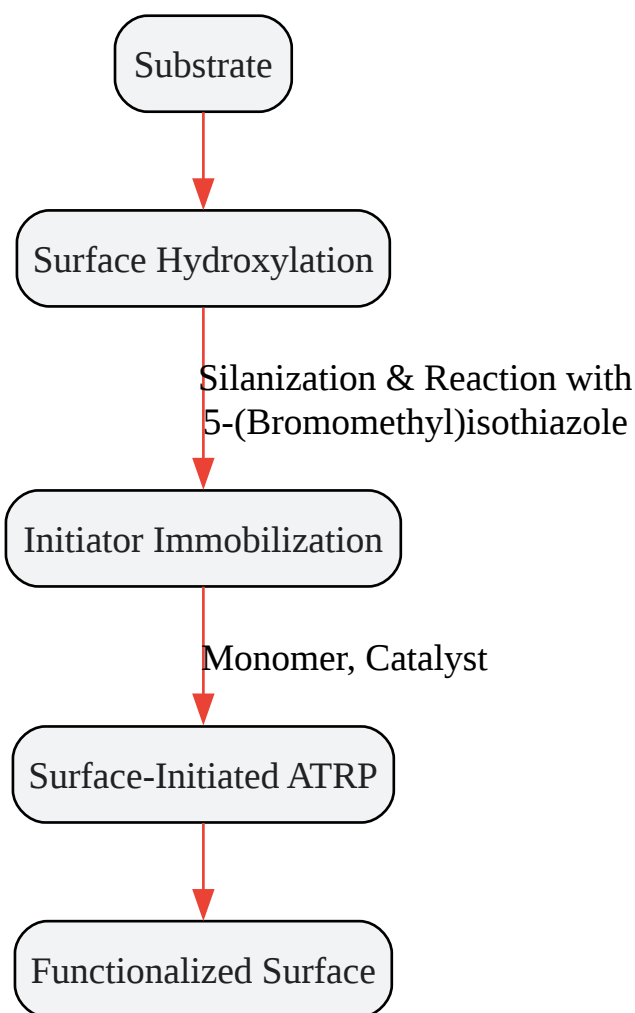 Substrate
Surface Hydroxylation
Silanization & Reaction with
5-(Bromomethyl)isothiazole
Initiator Immobilization
Monomer, Catalyst
Surface-Initiated ATRP
Functionalized Surface